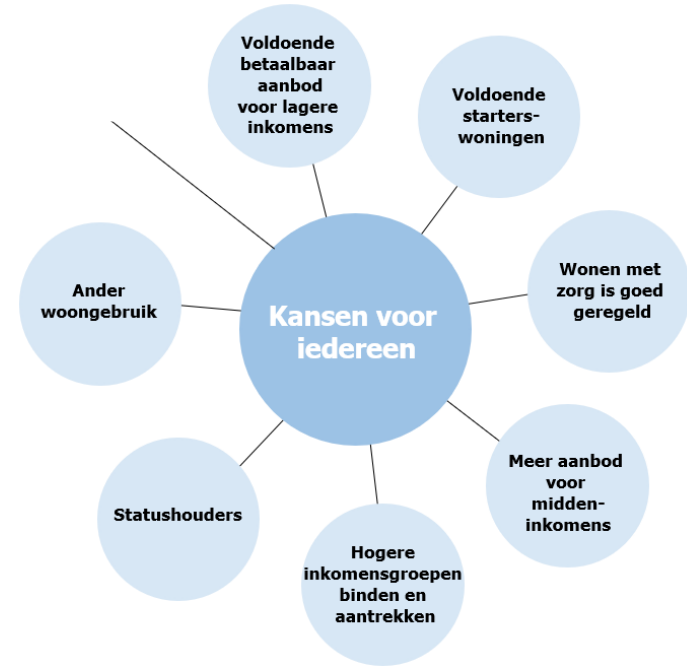 Voldoende
betaalbaar
aanbod
voor lagere
inkomens
Voldoende
starters-
woningen
Wonen met
zorg is goed
geregeld
Meer aanbod
voor
midden-
inkomens
Hogere
inkomensgroepen
binden en
aantrekken
Statushouders
Ander
woongebruik
Kansen voor
iedereen